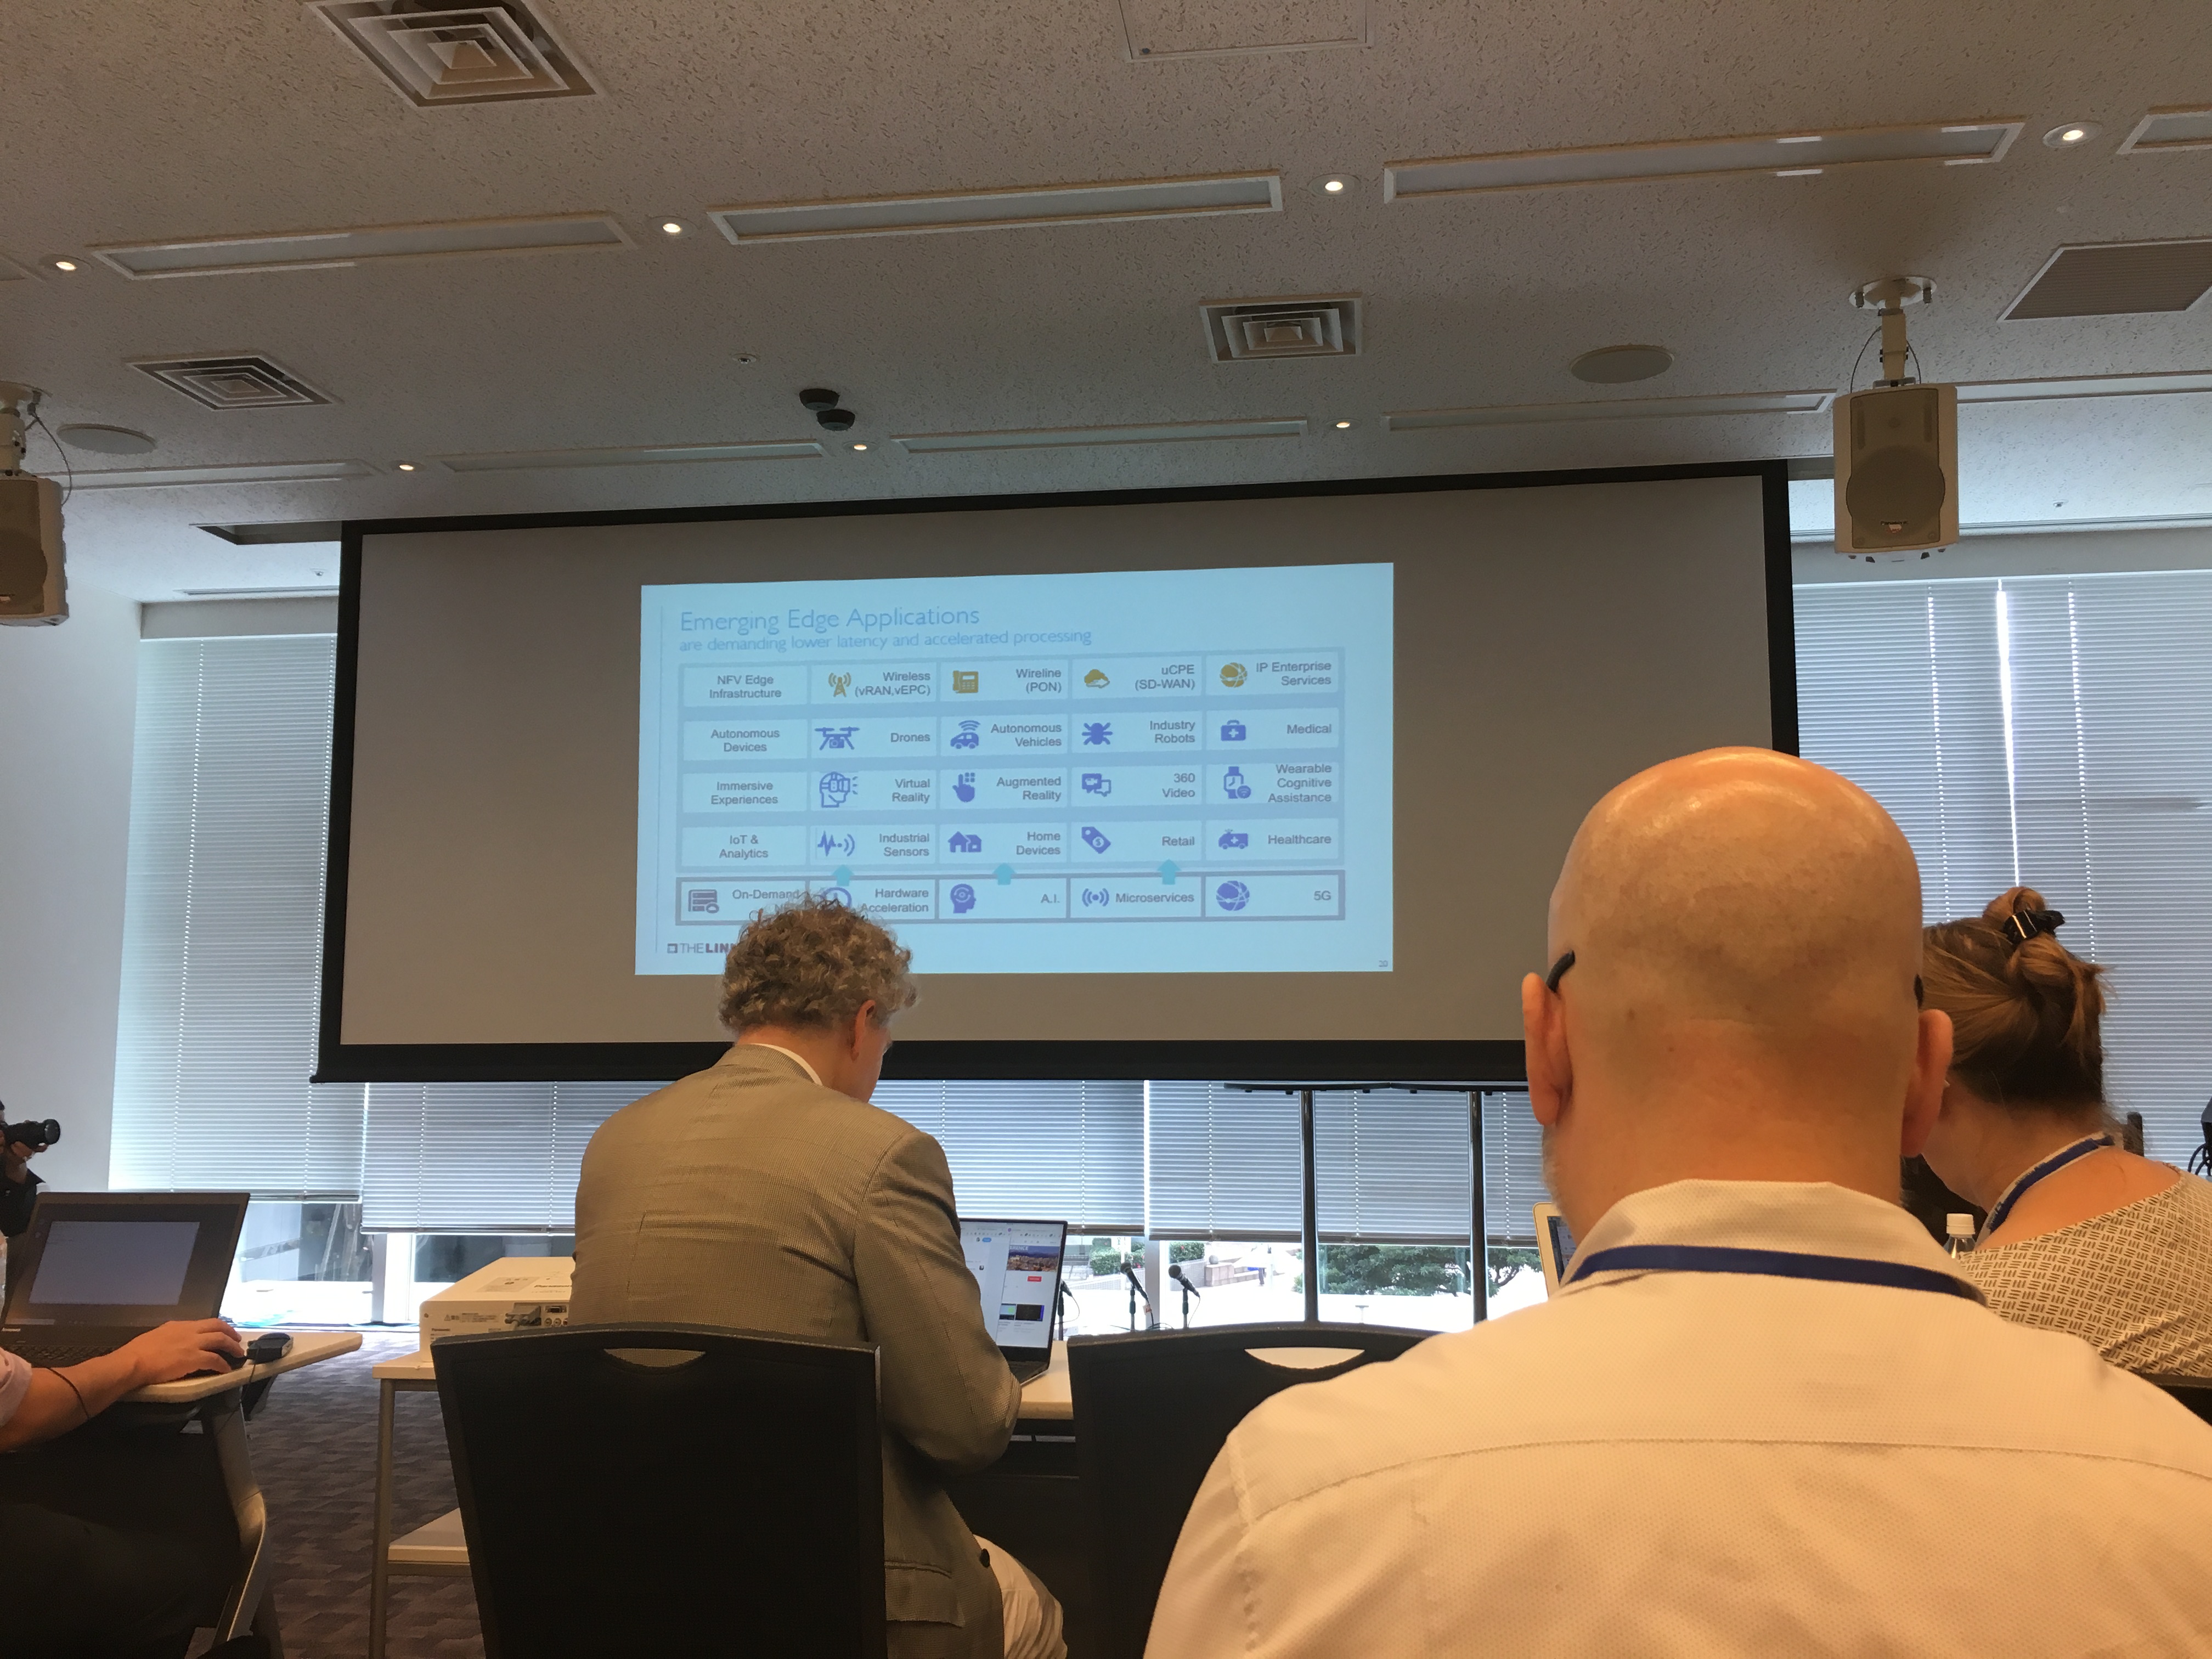 Emerging Edge Applications
are demanding lower latency and accelerated processing
NFV Edge
Infrastructure
Wireless
(vRAN,vEPC)
Wireline
(PON)
uCPE
(SD-WAN)
IP Enterprise
Services
Autonomous
Devices
Drones
Autonomous
Vehicles
Industry
Robots
Medical
Immersive
Experiences
Virtual
Reality
Augmented
Reality
360
Video
Wearable
Cognitive
Assistance
IoT &
Analytics
Industrial
Sensors
Home
Devices
Retail
Healthcare
On-Demand
Hardware
Acceleration
A.I.
Microservices
5G
THE LIN
20